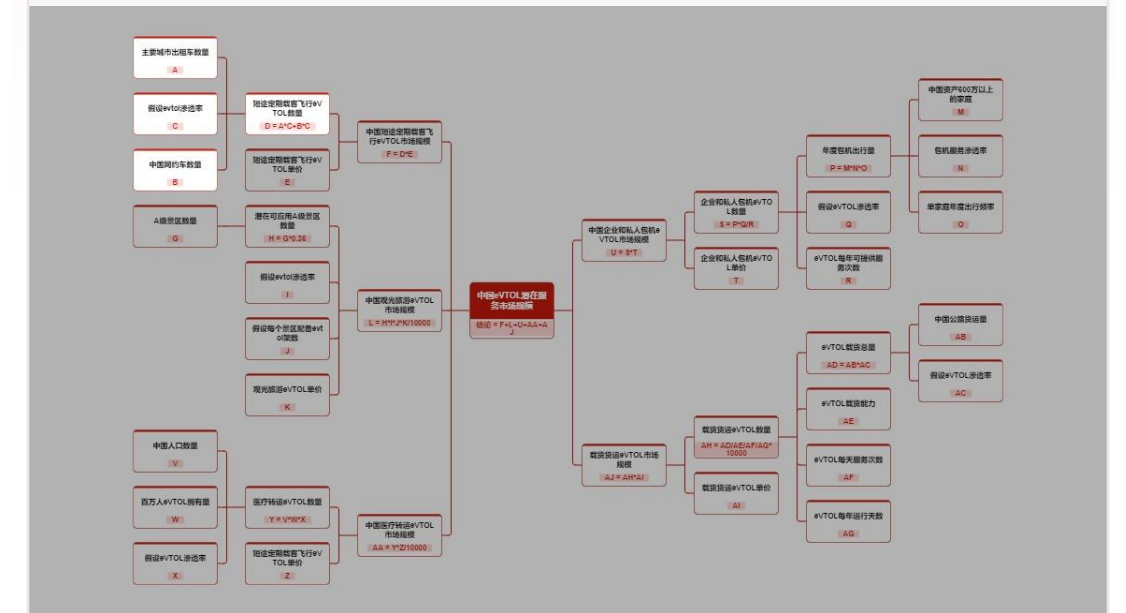 主要城市出租车数量
A
假设evtol渗透率
C
中国网约车数量
B
短途定期载客飞行eV
TOL数量
D = A*C+B*C
短途定期载客飞行eV
TOL单价
E
中国短途定期载客飞
行eVTOL市场规模
F = D*E
A级景区数量
G
潜在可应用A级景区
数量
H = G*0.36
假设evtol渗透率
I
假设每个景区配备evt
ol架数
J
观光旅游eVTOL单价
K
中国观光旅游eVTOL
市场规模
L = H*I*J*K/10000
中国人口数量
V
百万人eVTOL拥有量
W
假设eVTOL渗透率
X
医疗转运eVTOL数量
Y = V*W*X
短途定期载客飞行eV
TOL单价
Z
中国医疗转运eVTOL
市场规模
AA = Y*Z/10000
中国eVTOL潜在服
务市场规模
结论 = F+L+U+AA+A
J
中国企业和私人包机e
VTOL市场规模
U = S*T
企业和私人包机eVTO
L数量
S = P*Q/R
企业和私人包机eVTO
L单价
T
年度包机出行量
P = M*N*O
假设eVTOL渗透率
Q
eVTOL每年可提供服
务次数
R
中国资产600万以上
的家庭
M
包机服务渗透率
N
单家庭年度出行频率
O
载货货运eVTOL市场
规模
AJ = AH*AI
载货货运eVTOL数量
AH = AD/AE/AF/AG*
10000
载货货运eVTOL单价
AI
eVTOL载货总量
AD = AB*AC
eVTOL载货能力
AE
eVTOL每天服务次数
AF
eVTOL每年运行天数
AG
中国公路货运量
AB
假设eVTOL渗透率
AC